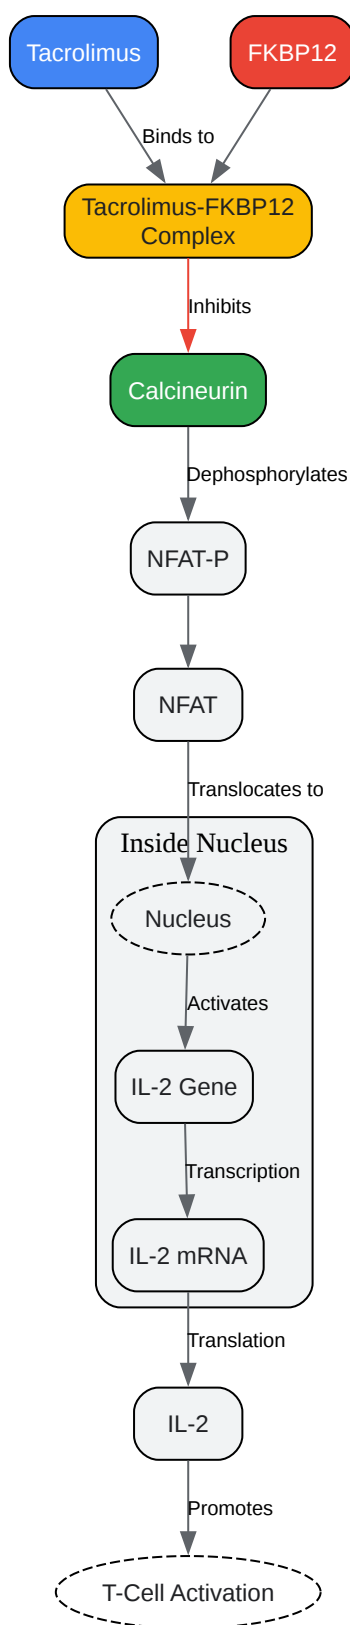 Tacrolimus
FKBP12
Binds to
Tacrolimus-FKBP12
Complex
Inhibits
Calcineurin
Dephosphorylates
NFAT-P
NFAT
Translocates to
Inside Nucleus
Nucleus
Activates
IL-2 Gene
Transcription
IL-2 mRNA
Translation
IL-2
Promotes
T-Cell Activation